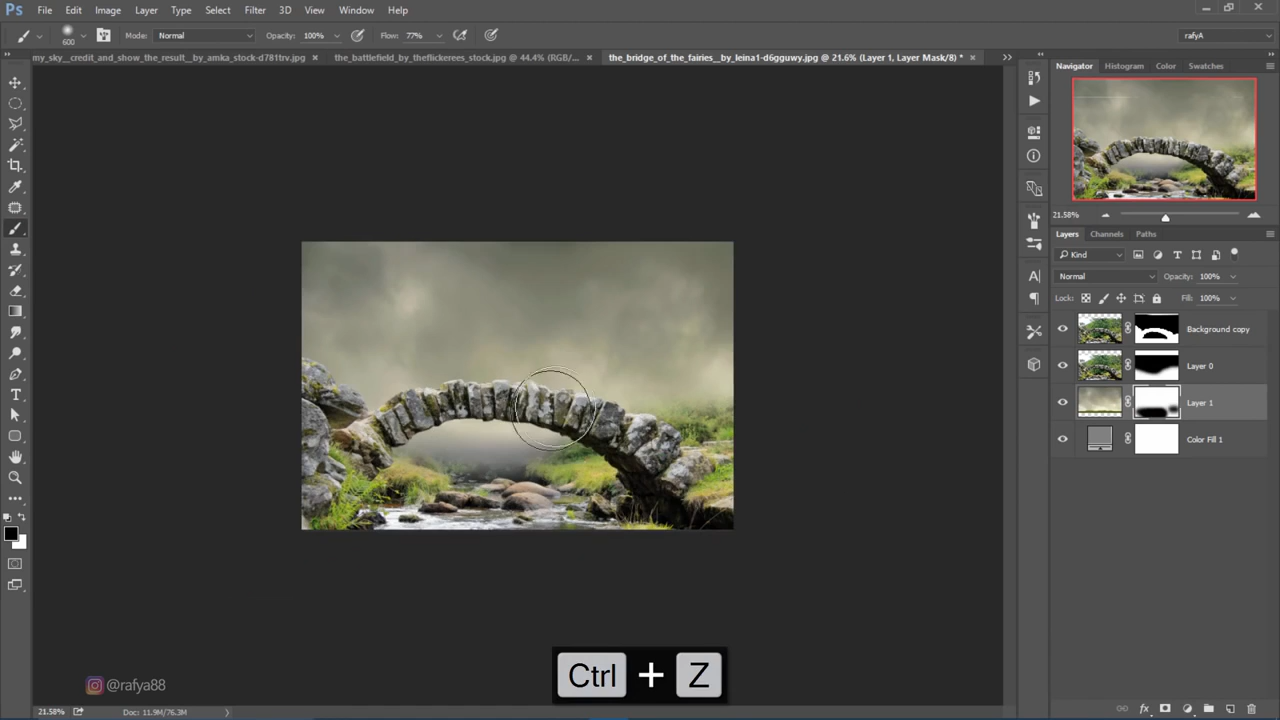 Ps File Edit Image Layer Type Select Filter 3D View Window Help
600 Mode: Normal Opacity: 100% Flow: 77% rafyA
my_sky__credit_and_show_the_result__by_amka_stock-d781trv.jpg × the_battlefield_by_theflickerees_stock.jpg @ 44.4% (RGB/... × the_bridge_of_the_fairies__by_leina1-d6gguwy.jpg @ 21.6% (Layer 1, Layer Mask/8) * ×
Navigator Histogram Color Swatches
21.58%
Layers Channels Paths
Kind
Normal Opacity: 100%
Lock: Fill: 100%
Background copy
Layer 0
Layer 1
Color Fill 1
Ctrl + Z
@rafya88
21.58% Doc: 11.9M/76.3M
fx